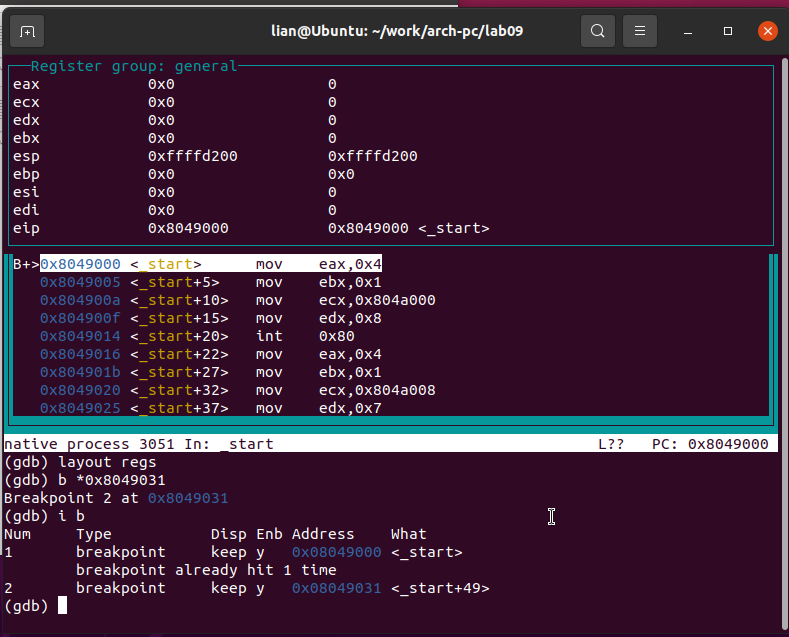 lian@Ubuntu: ~/work/arch-pc/lab09
Register group: general
eax 0x0 0
ecx 0x0 0
edx 0x0 0
ebx 0x0 0
esp 0xffffd200 0xffffd200
ebp 0x0 0x0
esi 0x0 0
edi 0x0 0
eip 0x8049000 0x8049000 <_start>
B+>0x8049000 <_start> mov eax,0x4
0x8049005 <_start+5> mov ebx,0x1
0x804900a <_start+10> mov ecx,0x804a000
0x804900f <_start+15> mov edx,0x8
0x8049014 <_start+20> int 0x80
0x8049016 <_start+22> mov eax,0x4
0x804901b <_start+27> mov ebx,0x1
0x8049020 <_start+32> mov ecx,0x804a008
0x8049025 <_start+37> mov edx,0x7
native process 3051 In: _start L?? PC: 0x8049000
(gdb) layout regs
(gdb) b *0x8049031
Breakpoint 2 at 0x8049031
(gdb) i b
Num Type Disp Enb Address What
1 breakpoint keep y 0x08049000 <_start>
breakpoint already hit 1 time
2 breakpoint keep y 0x08049031 <_start+49>
(gdb)